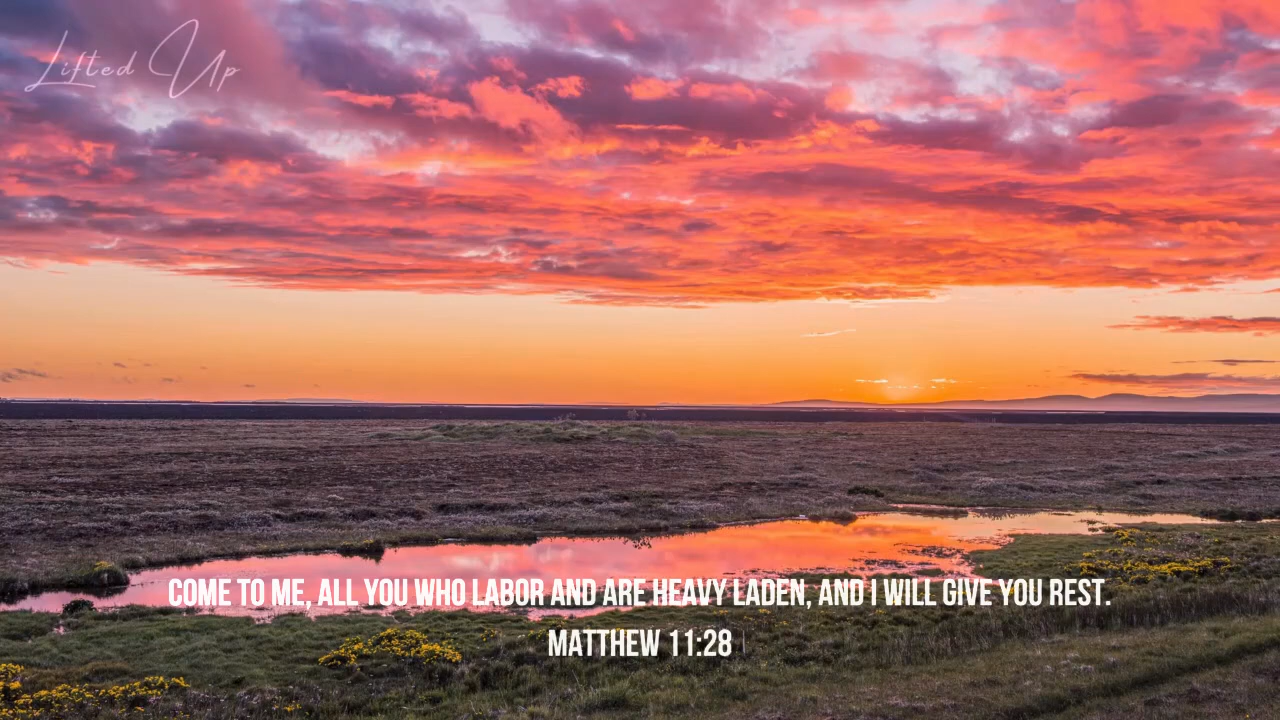 Lifted Up
COME TO ME, ALL YOU WHO LABOR AND ARE HEAVY LADEN, AND I WILL GIVE YOU REST.
MATTHEW 11:28